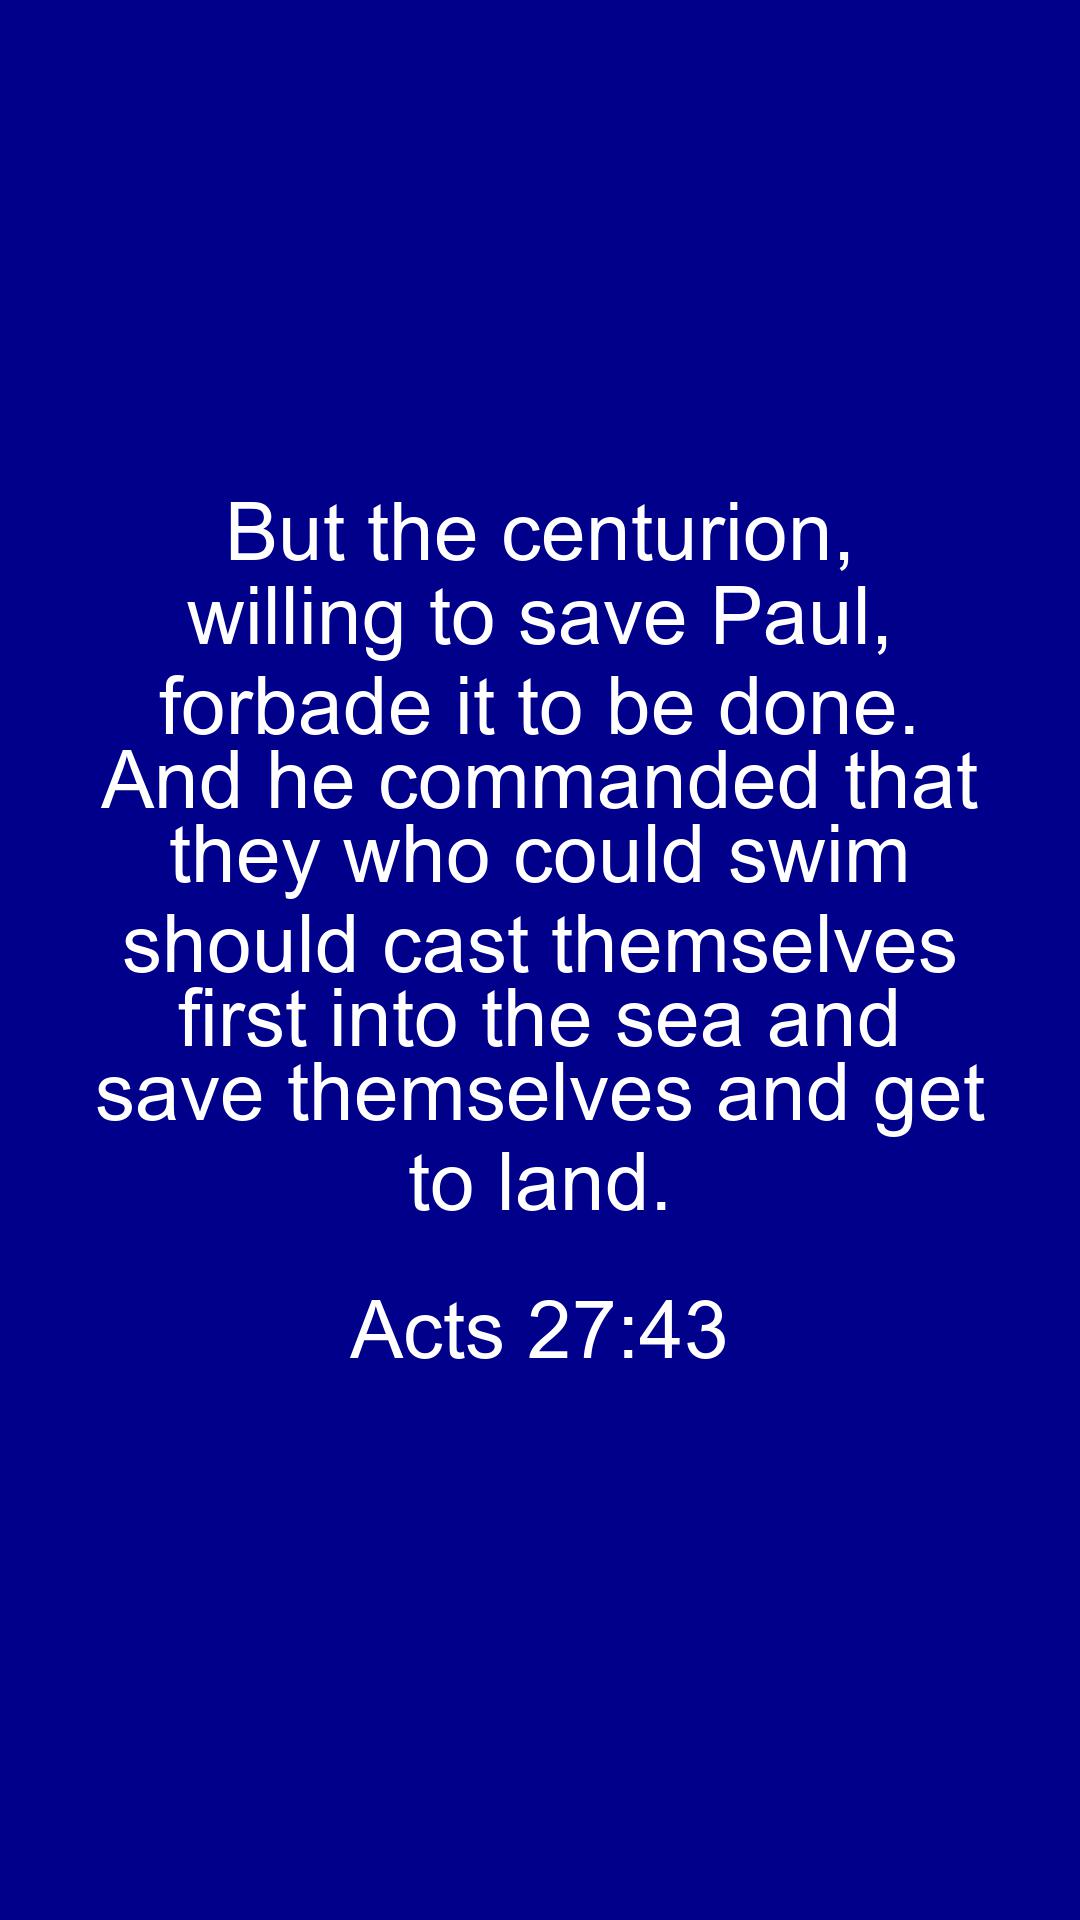 But the centurion,
willing to save Paul,
forbade it to be done.
And he commanded that
they who could swim
should cast themselves
first into the sea and
save themselves and get
to land.
Acts 27:43